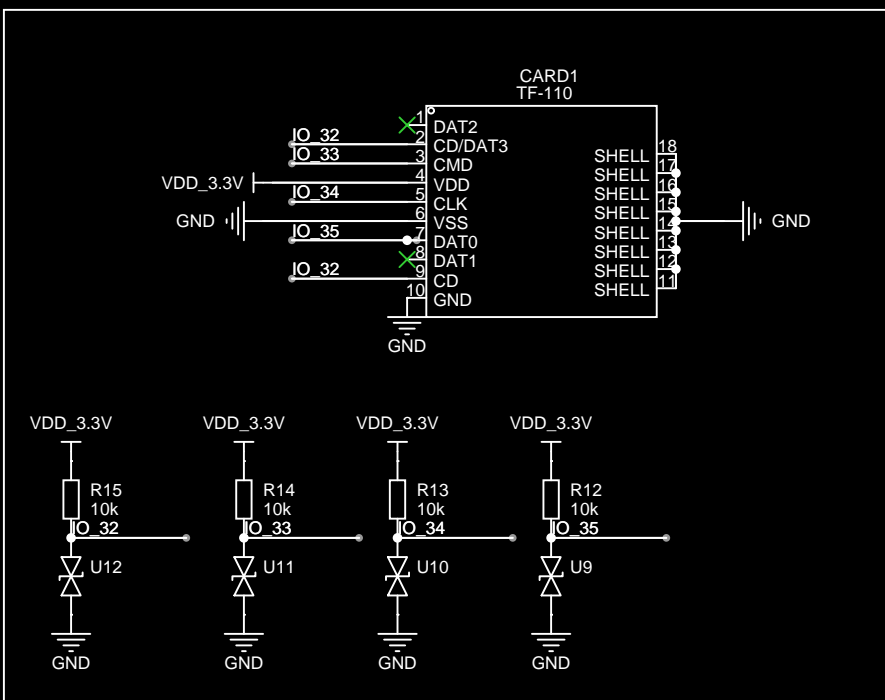 CARD1
TF-110
1
DAT2
IO_32
2
CD/DAT3
IO_33
3
CMD
VDD_3.3V
4
VDD
IO_34
5
CLK
GND
6
VSS
IO_35
7
DAT0
8
DAT1
IO_32
9
CD
10
GND
GND
SHELL 18
SHELL 17
SHELL 16
SHELL 15
SHELL 14
SHELL 13
SHELL 12
SHELL 11
GND
VDD_3.3V VDD_3.3V VDD_3.3V VDD_3.3V
R15 R14 R13 R12
10k 10k 10k 10k
IO_32 IO_33 IO_34 IO_35
U12 U11 U10 U9
GND GND GND GND